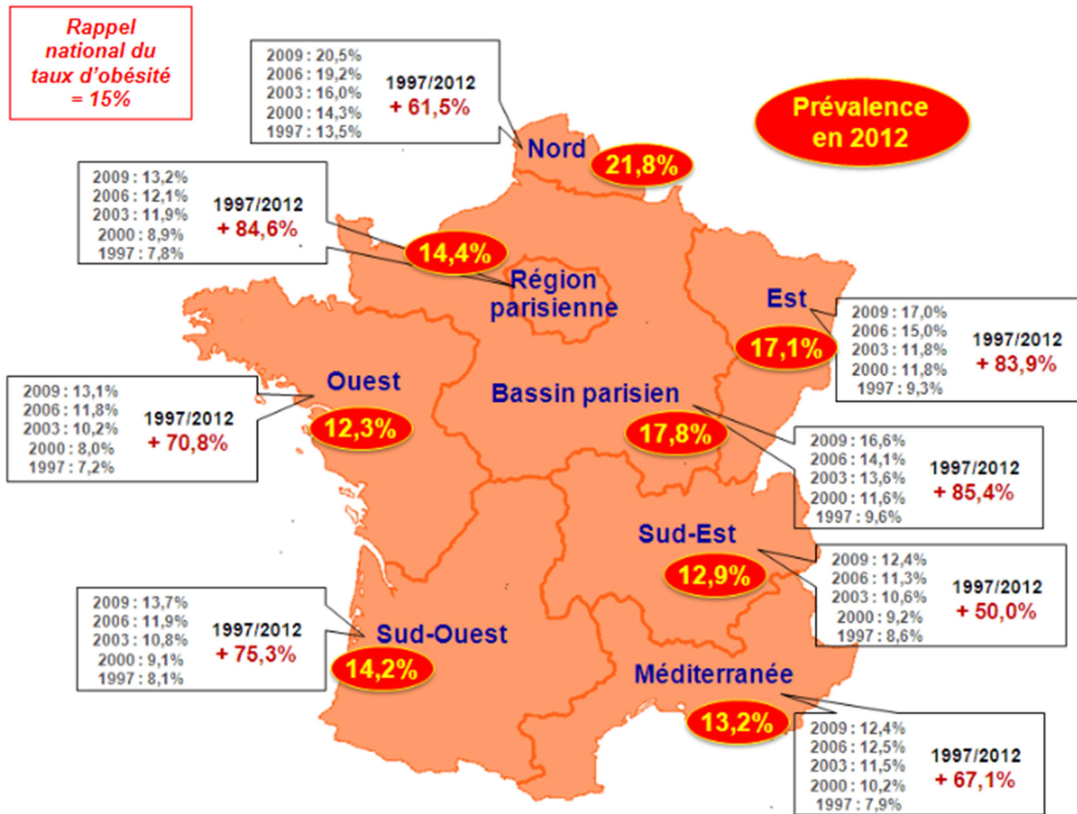 Rappel
national du
taux d'obésité
= 15%
2009 : 20,5%
2006 : 19,2%
2003 : 16,0%
2000 : 14,3%
1997 : 13,5%
1997/2012
+ 61,5%
Prévalence
en 2012
Nord
21,8%
2009 : 13,2%
2006 : 12,1%
2003 : 11,9%
2000 : 8,9%
1997 : 7,8%
1997/2012
+ 84,6%
14,4%
Région
parisienne
Est
17,1%
2009 : 17,0%
2006 : 15,0%
2003 : 11,8%
2000 : 11,8%
1997 : 9,3%
1997/2012
+ 83,9%
2009 : 13,1%
2006 : 11,8%
2003 : 10,2%
2000 : 8,0%
1997 : 7,2%
1997/2012
+ 70,8%
Ouest
12,3%
Bassin parisien
17,8%
2009 : 16,6%
2006 : 14,1%
2003 : 13,6%
2000 : 11,6%
1997 : 9,6%
1997/2012
+ 85,4%
Sud-Est
12,9%
2009 : 12,4%
2006 : 11,3%
2003 : 10,6%
2000 : 9,2%
1997 : 8,6%
1997/2012
+ 50,0%
2009 : 13,7%
2006 : 11,9%
2003 : 10,8%
2000 : 9,1%
1997 : 8,1%
1997/2012
+ 75,3%
Sud-Ouest
14,2%
Méditerranée
13,2%
2009 : 12,4%
2006 : 12,5%
2003 : 11,5%
2000 : 10,2%
1997 : 7,9%
1997/2012
+ 67,1%